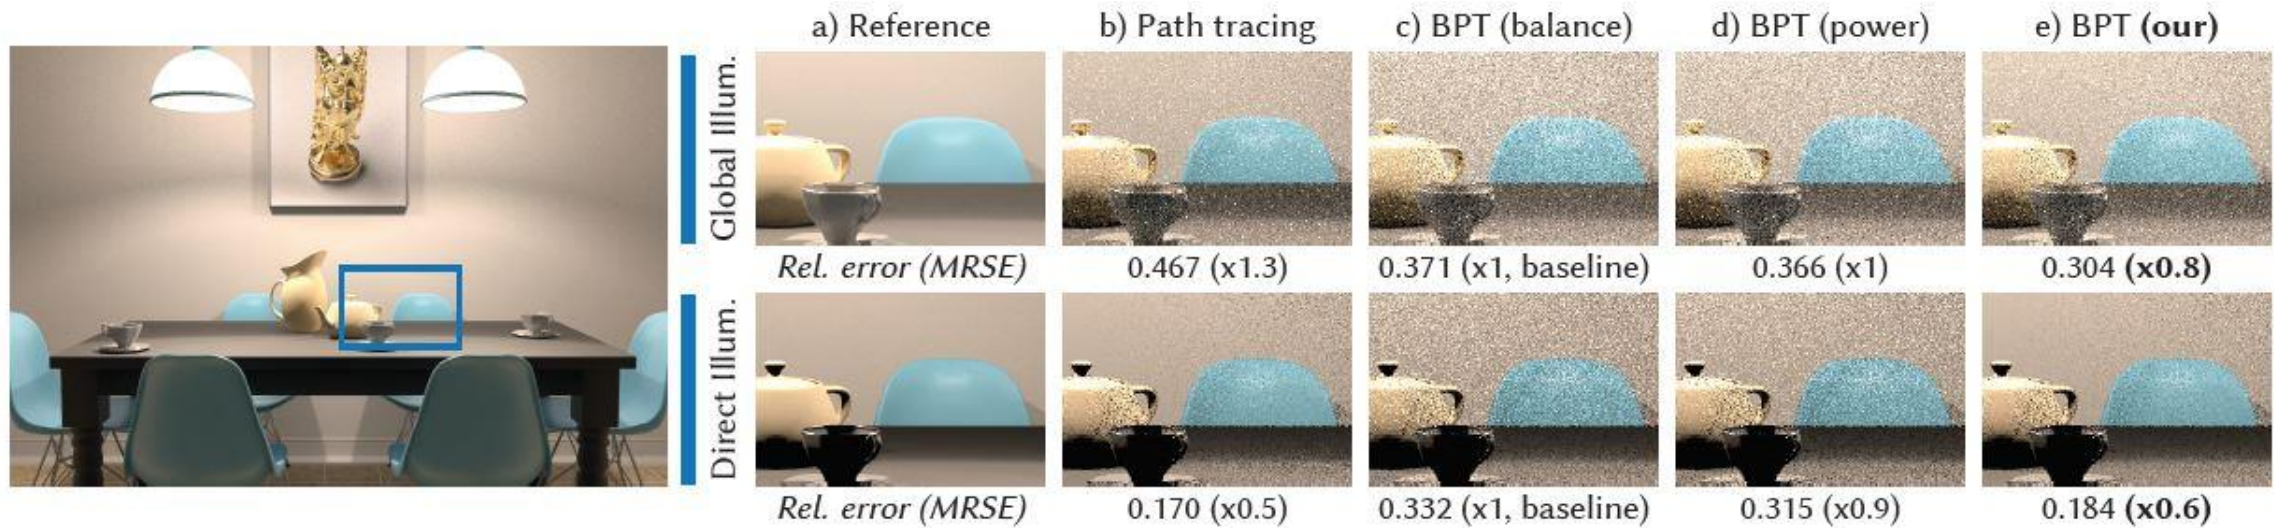 a) Reference
b) Path tracing
c) BPT (balance)
d) BPT (power)
e) BPT (our)
Global Illum.
Rel. error (MRSE)
0.467 (x1.3)
0.371 (x1, baseline)
0.366 (x1)
0.304 (x0.8)
Direct Illum.
Rel. error (MRSE)
0.170 (x0.5)
0.332 (x1, baseline)
0.315 (x0.9)
0.184 (x0.6)